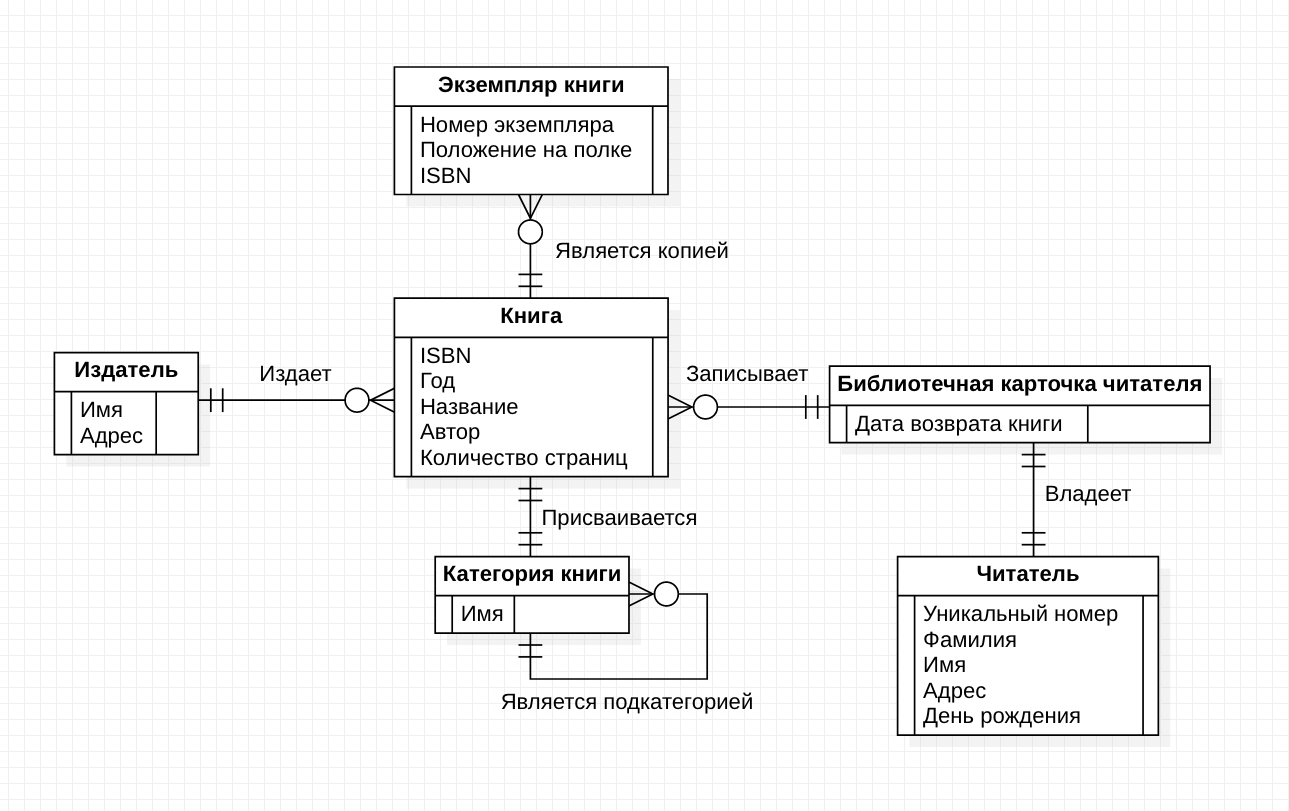 Экземпляр книги
Номер экземпляра
Положение на полке
ISBN
Является копией
Книга
ISBN
Год
Название
Автор
Количество страниц
Издатель
Имя
Адрес
Издает
Записывает
Библиотечная карточка читателя
Дата возврата книги
Владеет
Присваивается
Категория книги
Имя
Является подкатегорией
Читатель
Уникальный номер
Фамилия
Имя
Адрес
День рождения